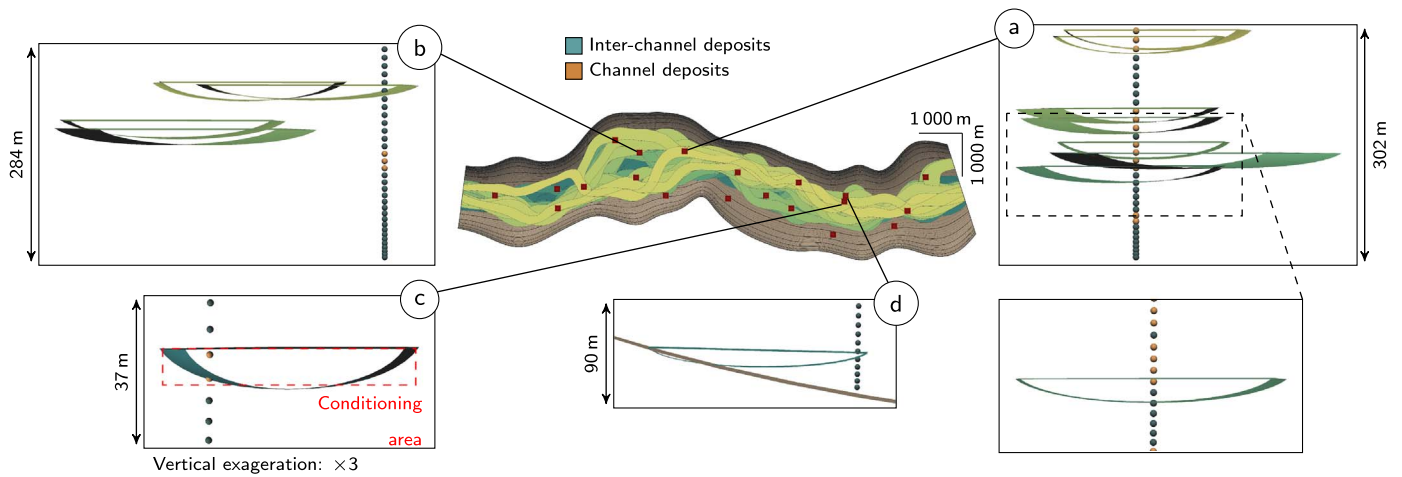 b
Inter-channel deposits
Channel deposits
a
284 m
1 000 m
1 000 m
302 m
c
d
37 m
Conditioning
area
90 m
Vertical exageration: ×3